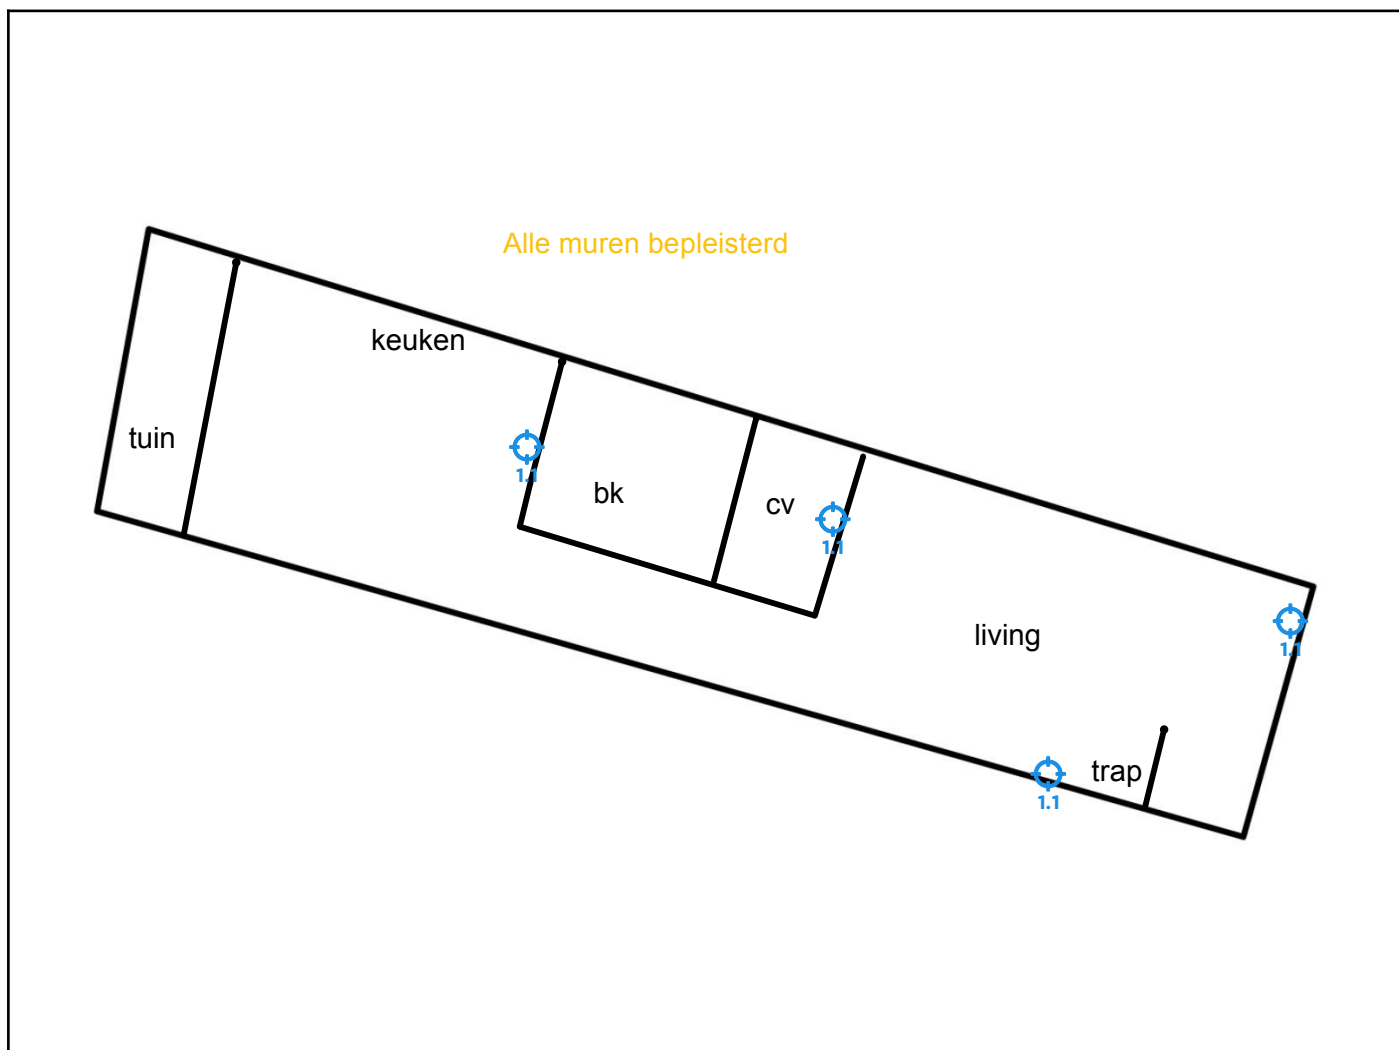 Alle muren bepleisterd
keuken
tuin
1.1
bk
cv
1.1
living
1.1
trap
1.1